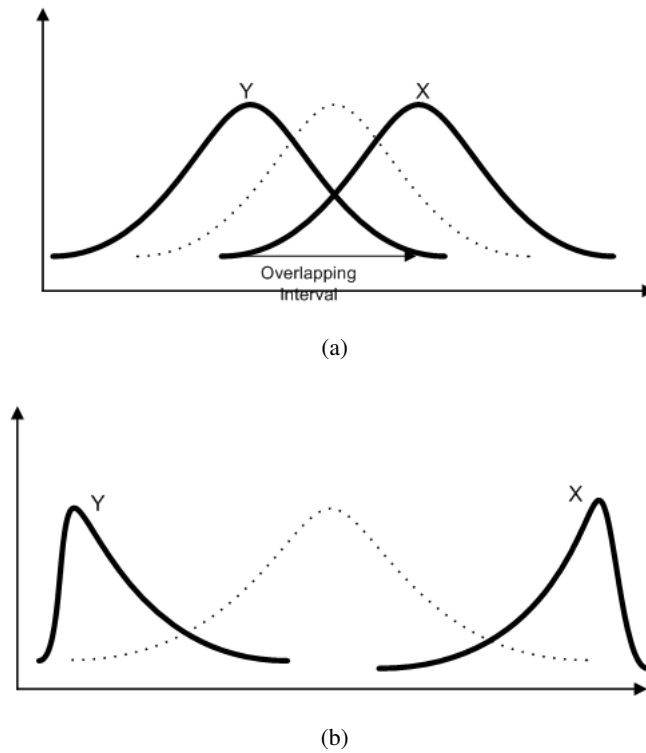 Y
X
Overlapping
Interval
(a)
Y
X
(b)